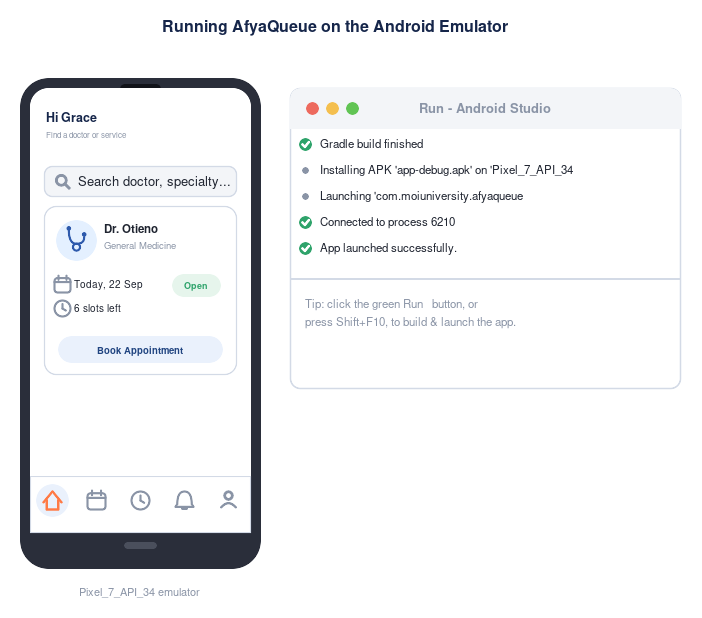 Running AfyaQueue on the Android Emulator
Hi Grace
Find a doctor or service
Search doctor, specialty...
Dr. Otieno
General Medicine
Today, 22 Sep
Open
6 slots left
Book Appointment
Pixel_7_API_34 emulator
Run - Android Studio
Gradle build finished
Installing APK 'app-debug.apk' on 'Pixel_7_API_34
Launching 'com.moiuniversity.afyaqueue
Connected to process 6210
App launched successfully.
Tip: click the green Run button, or
press Shift+F10, to build & launch the app.